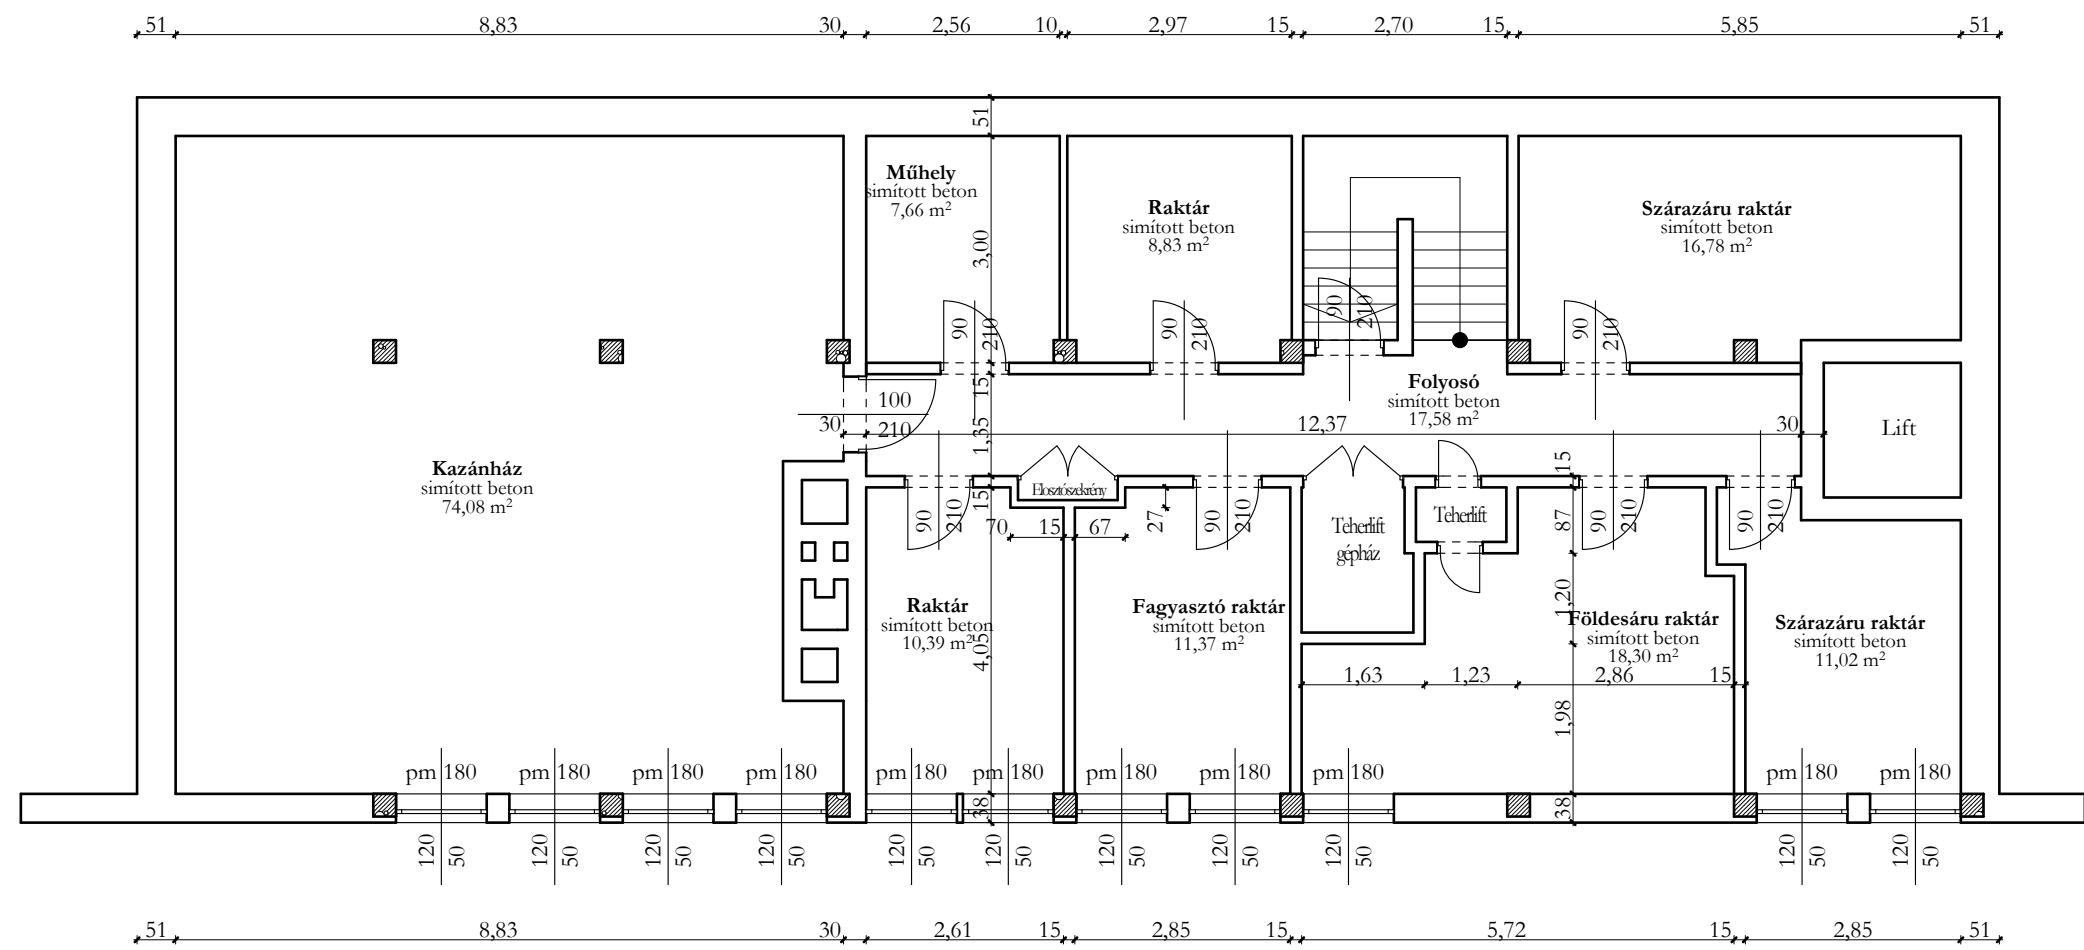 51 8,83 30 2,56 10 2,97 15 2,70 15 5,85 51
51
Műhely
simított beton
7,66 m²
3,00
Raktár
simított beton
8,83 m²
Szárazáru raktár
simított beton
16,78 m²
90 210
90 210
90 210
90 210
15
100
210
30
1,35
Folyosó
simított beton
17,58 m²
12,37
30
Lift
Kazánház
simított beton
74,08 m²
15
Elosztószekrény
70 15 67
27
90 210
90 210
Teherlift
gépház
Teherlift
15
87
90 210
90 210
1,20
Raktár
simított beton
10,39 m²
4,05
Fagyasztó raktár
simított beton
11,37 m²
Földesáru raktár
simított beton
18,30 m²
Szárazáru raktár
simított beton
11,02 m²
1,63 1,23 2,86 15
1,98
pm 180 pm 180 pm 180 pm 180 pm 180 pm 180 pm 180 pm 180 pm 180 pm 180 pm 180
38 38
120 50 120 50 120 50 120 50 120 50 120 50 120 50 120 50 120 50 120 50 120 50
51 8,83 30 2,61 15 2,85 15 5,72 15 2,85 51